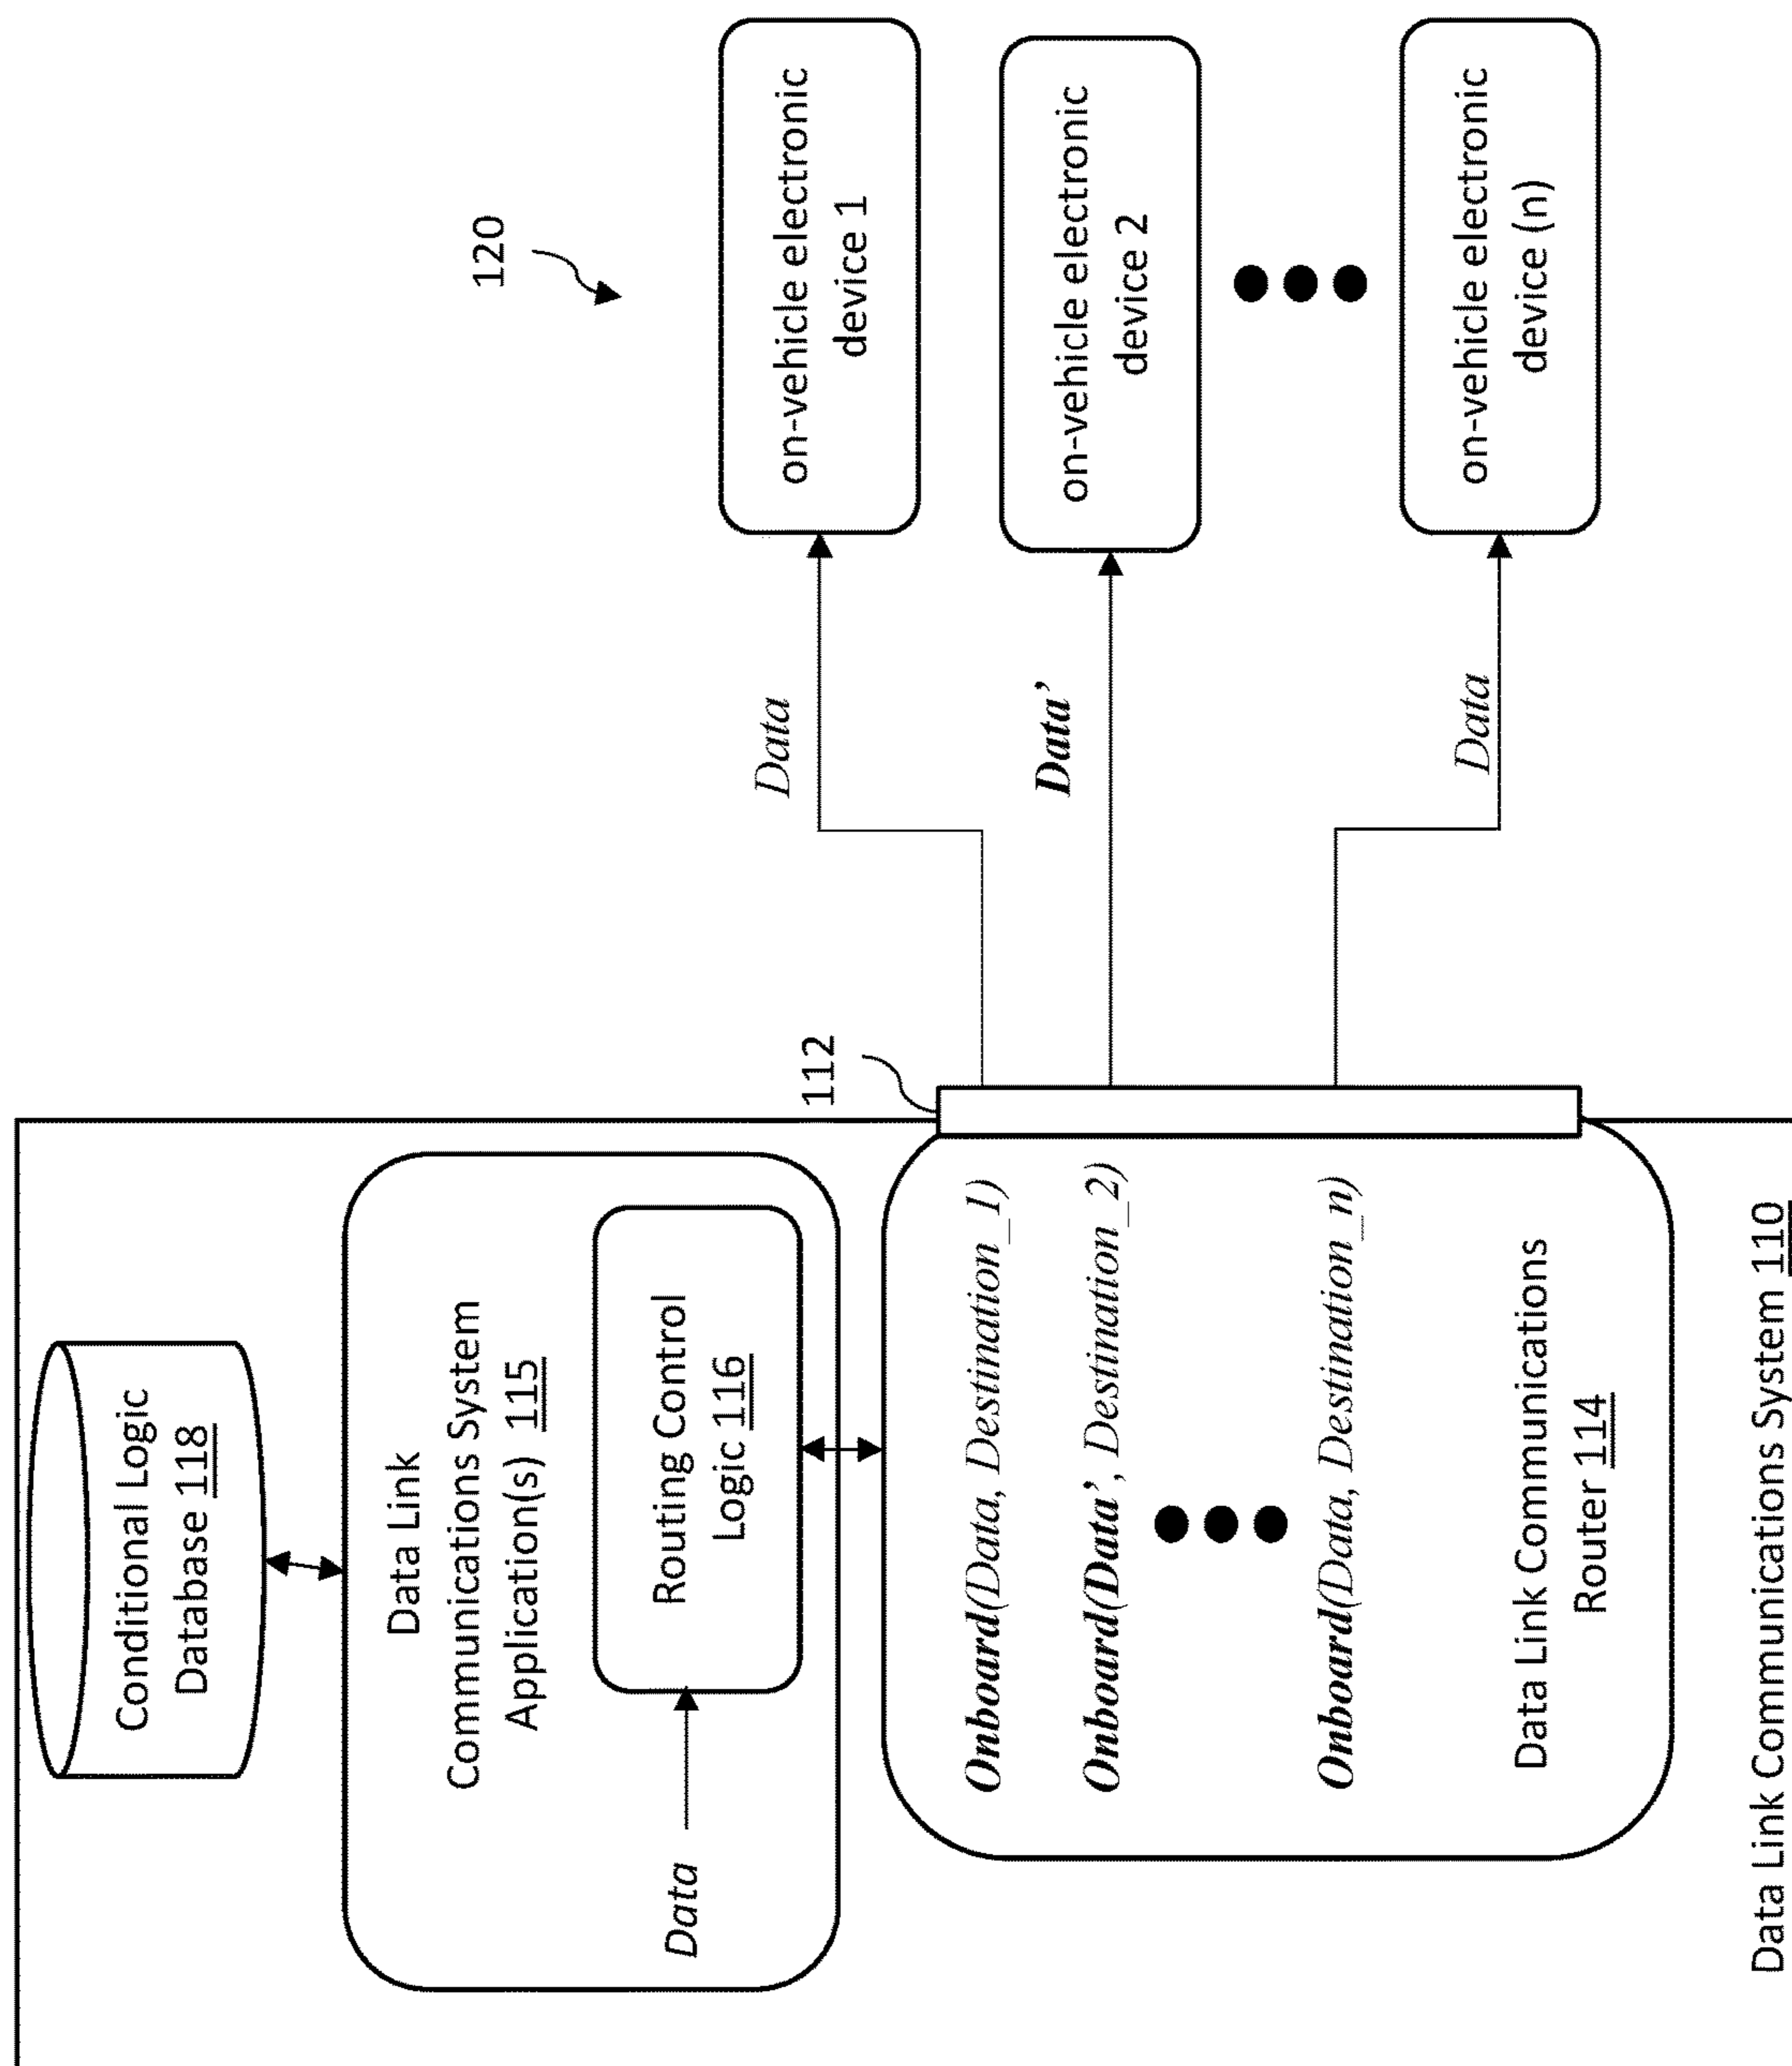 Conditional Logic
Database 118
Data Link
Communications System
Application(s) 115
Routing Control
Logic 116
Data
112
Onboard(Data, Destination_1)
Onboard(Data’, Destination_2)
Onboard(Data, Destination_n)
Data Link Communications
Router 114
Data Link Communications System 110
120
Data
on-vehicle electronic
device 1
Data’
on-vehicle electronic
device 2
Data
on-vehicle electronic
device (n)